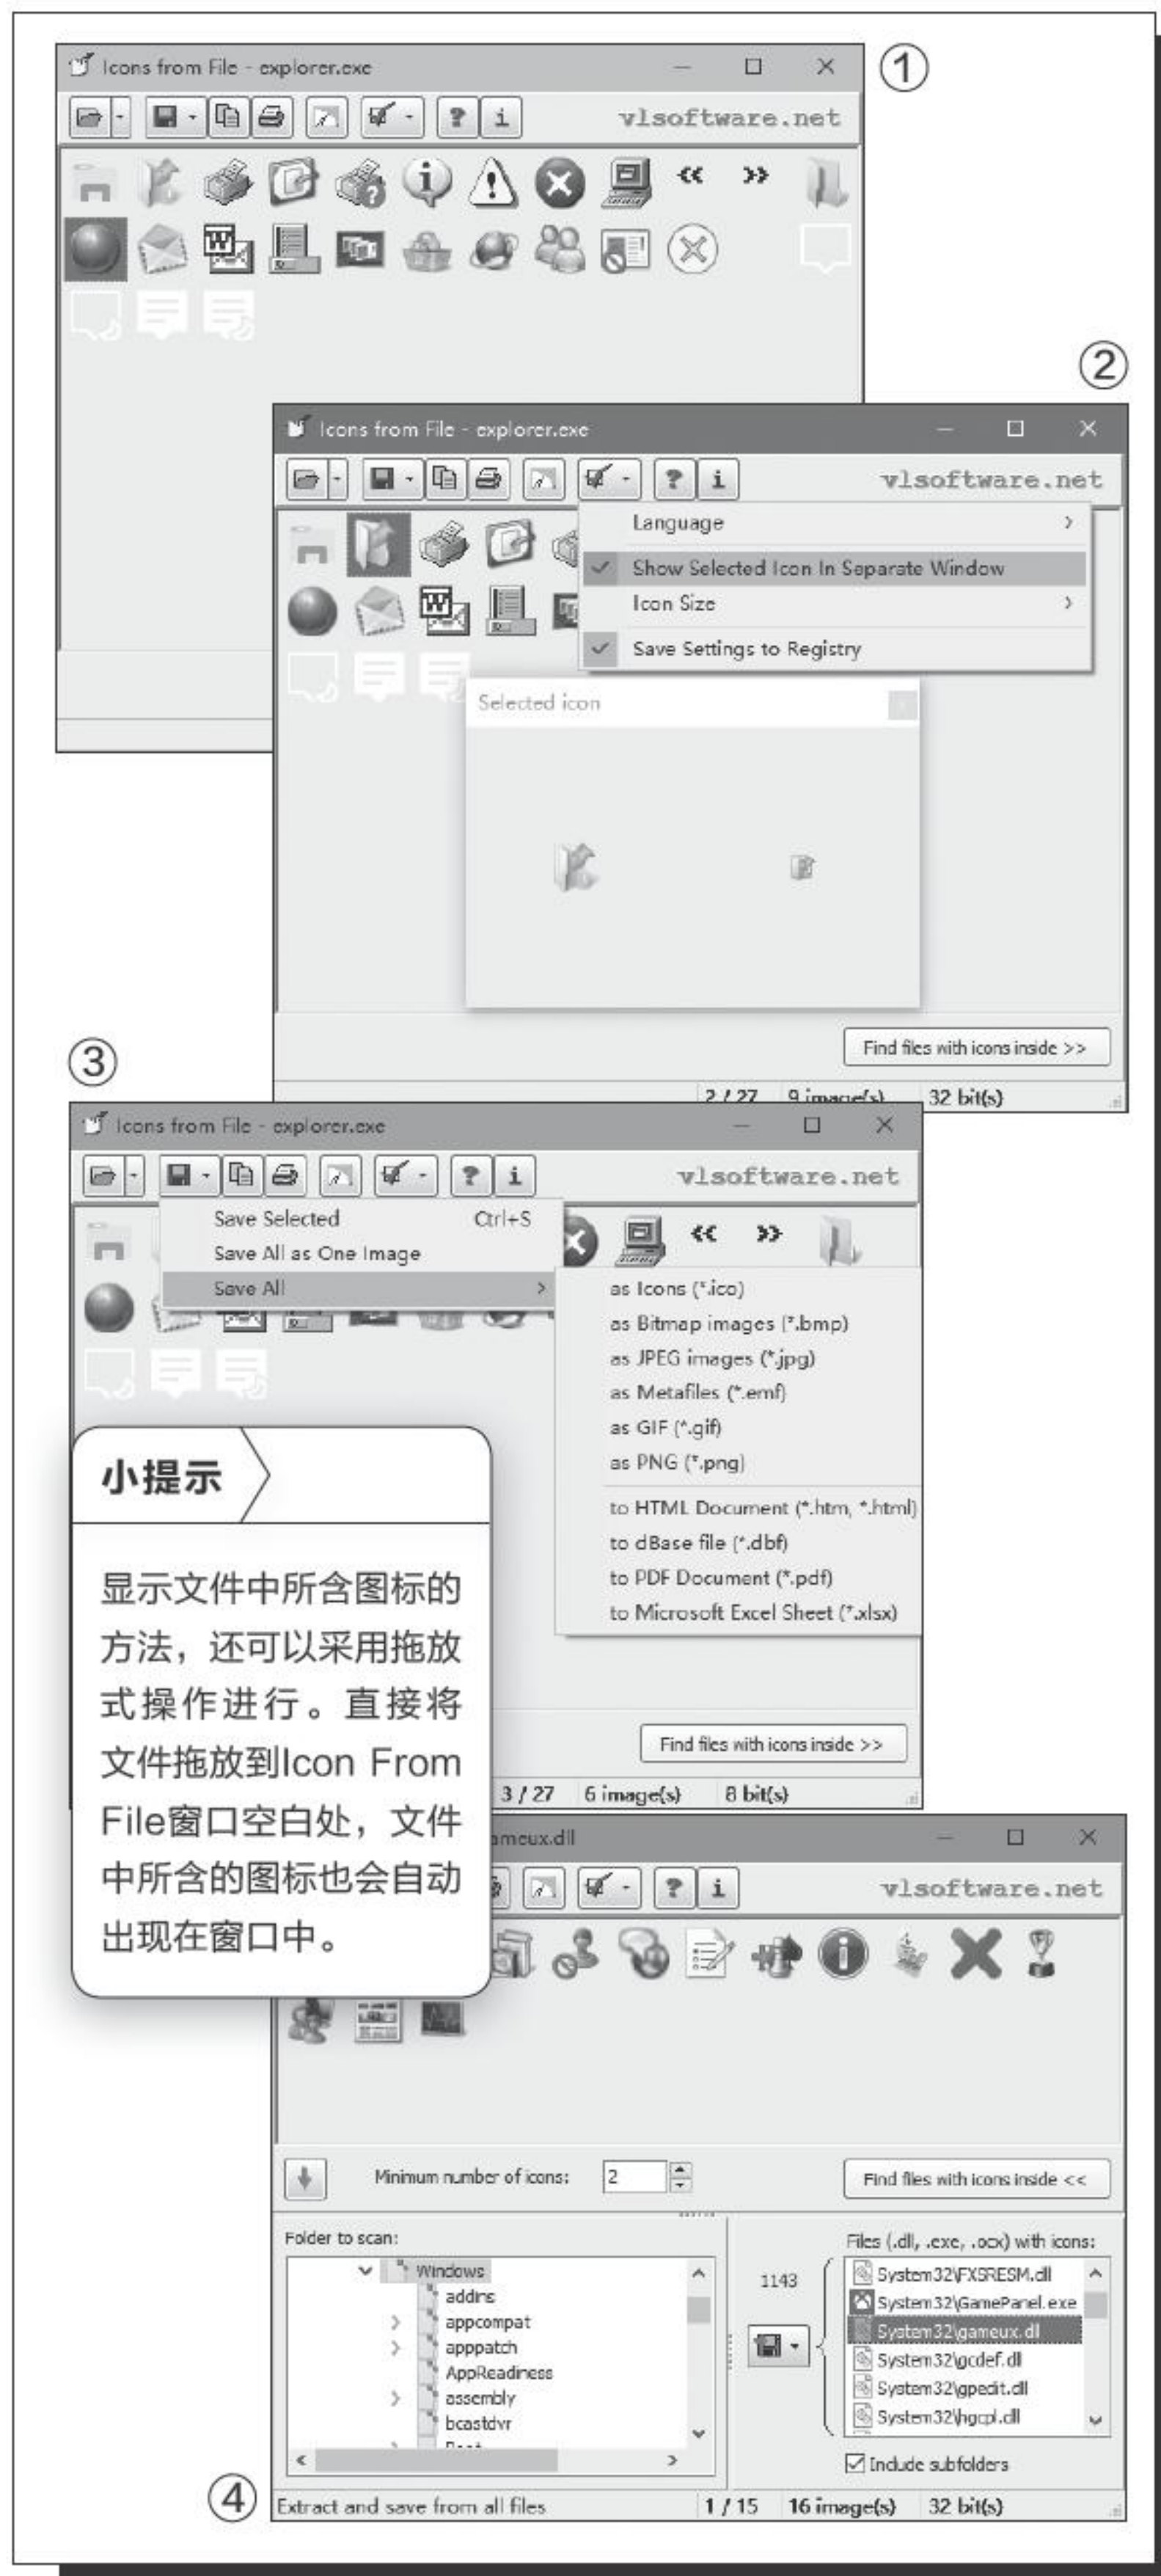 ①
Icons from File - explorer.exe
vlsoftware.net
②
Icons from File - explorer.exe
vlsoftware.net
Language
Show Selected Icon In Separate Window
Icon Size
Save Settings to Registry
Selected icon
Find files with icons inside >>
2 / 27 9 image(s) 32 bit(s)
③
Icons from File - explorer.exe
vlsoftware.net
Save Selected Ctrl+S
Save All as One Image
Save All
as Icons (*.ico)
as Bitmap images (*.bmp)
as JPEG images (*.jpg)
as Metafiles (*.emf)
as GIF (*.gif)
as PNG (*.png)
to HTML Document (*.htm, *.html)
to dBase file (*.dbf)
to PDF Document (*.pdf)
to Microsoft Excel Sheet (*.xlsx)
Find files with icons inside >>
3 / 27 6 image(s) 8 bit(s)
小提示
显示文件中所含图标的
方法，还可以采用拖放
式操作进行。直接将
文件拖放到Icon From
File窗口空白处，文件
中所含的图标也会自动
出现在窗口中。
ameux.dll
vlsoftware.net
Minimum number of icons: 2
Find files with icons inside <<
Folder to scan:
Windows
addins
appcompat
apppatch
AppReadiness
assembly
bcastdvr
1143
Files (.dll, .exe, .ocx) with icons:
System32\FXSRESM.dll
System32\GamePanel.exe
System32\gameux.dll
System32\gcdef.dll
System32\gpedit.dll
System32\hgcpl.dll
Include subfolders
④
Extract and save from all files
1 / 15 16 image(s) 32 bit(s)